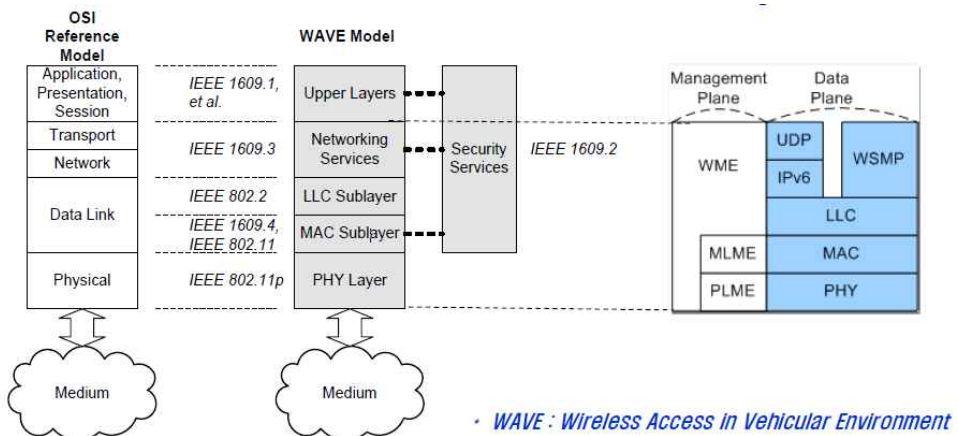 OSI
Reference
Model
WAVE Model
Application,
Presentation,
Session
Transport
Network
Data Link
Physical
Medium
IEEE 1609.1,
et al.
IEEE 1609.3
IEEE 802.2
IEEE 1609.4,
IEEE 802.11
IEEE 802.11p
Upper Layers
Networking
Services
LLC Sublayer
MAC Sublayer
PHY Layer
Medium
Security
Services
IEEE 1609.2
Management
Plane
Data
Plane
WME
UDP
IPv6
WSMP
LLC
MLME
MAC
PLME
PHY
• WAVE : Wireless Access in Vehicular Environment